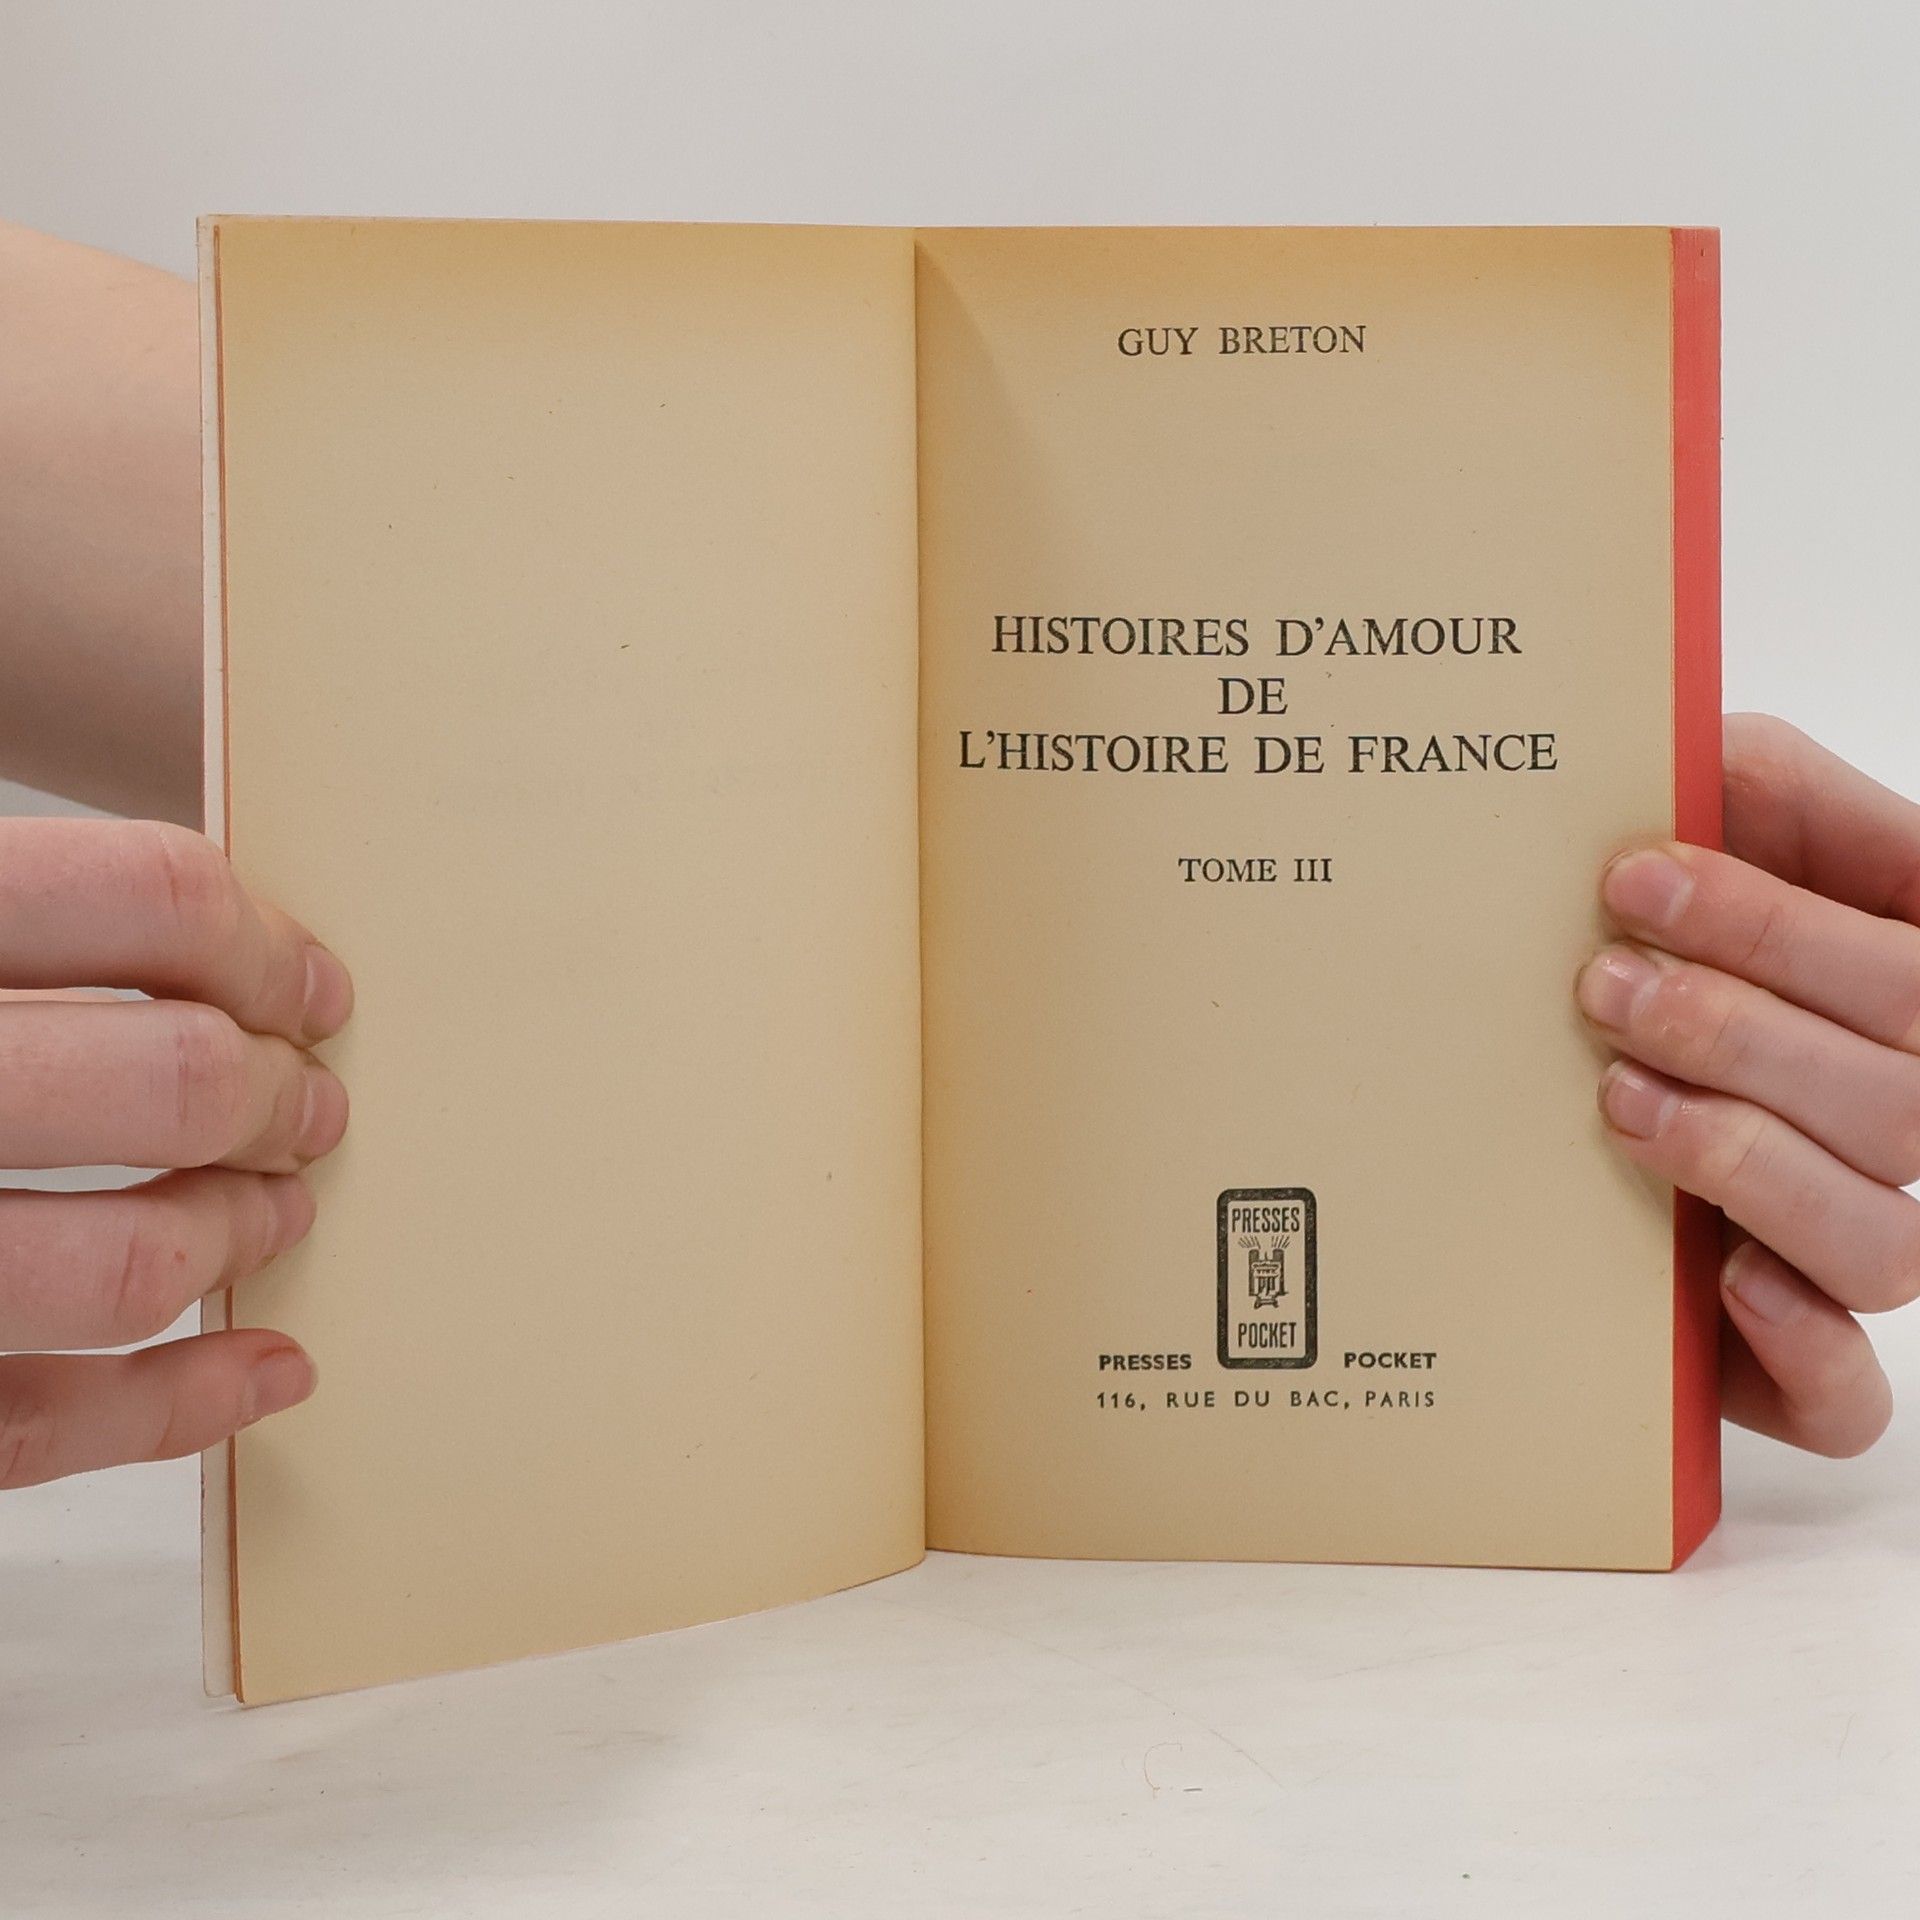 GUY BRETON
HISTOIRES D’AMOUR
DE
L’HISTOIRE DE FRANCE
TOME III
PRESSES
pp
POCKET
PRESSES POCKET
116, RUE DU BAC, PARIS